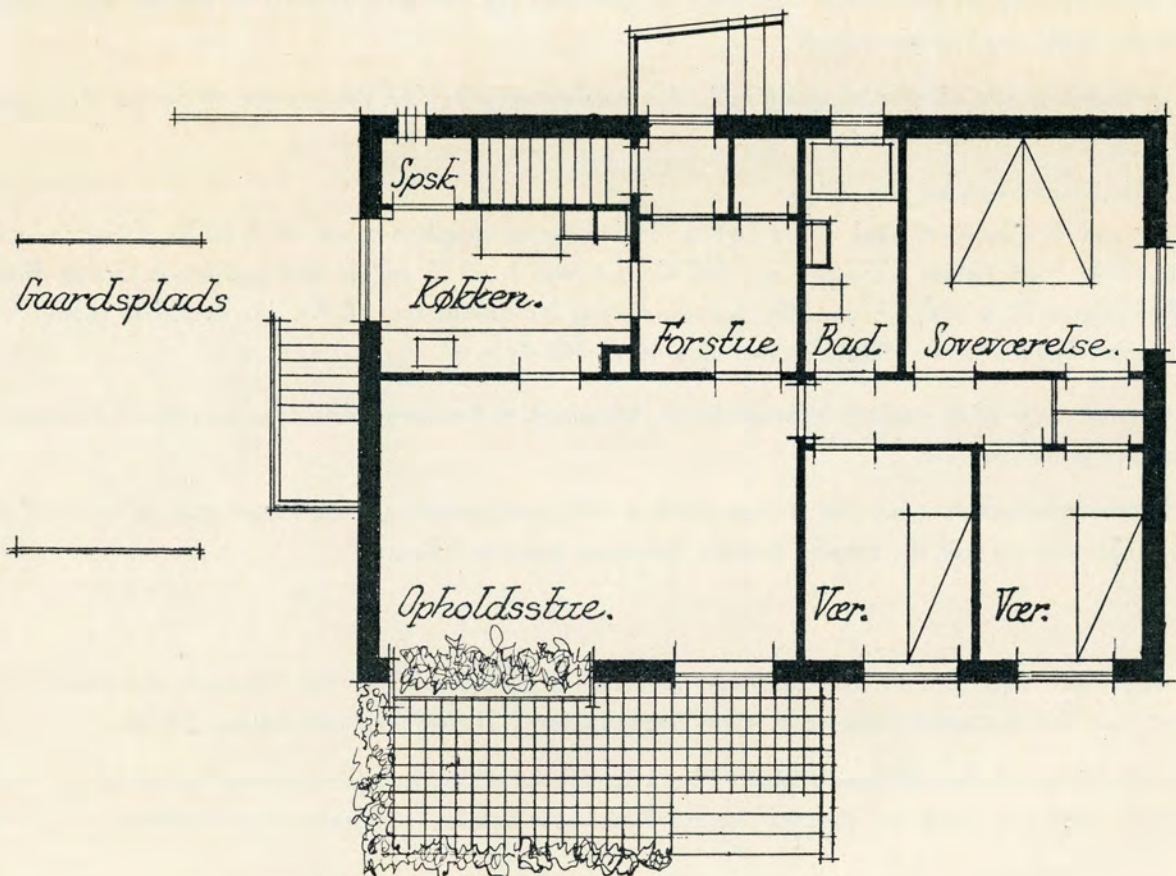 Spsk
Gaardsplads
Køkken.
Forstue
Bad
Soveværelse.
Opholdsstue.
Vær.
Vær.